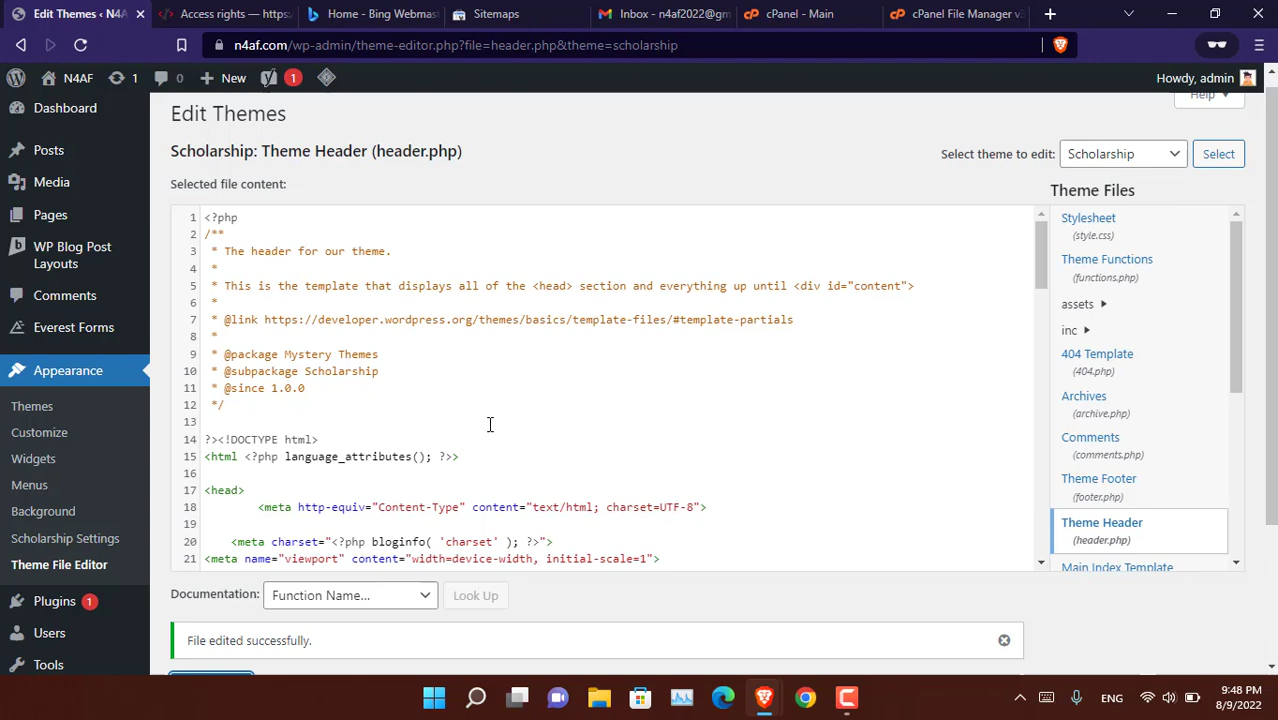 Edit Themes ‹ N4A
Access rights — https:/
Home - Bing Webmast
Sitemaps
Inbox - n4af2022@gm
cPanel - Main
cPanel File Manager v3
n4af.com/wp-admin/theme-editor.php?file=header.php&theme=scholarship
N4AF
1
0
New
1
Howdy, admin
Dashboard
Posts
Media
Pages
WP Blog Post
Layouts
Comments
Everest Forms
Appearance
Themes
Customize
Widgets
Menus
Background
Scholarship Settings
Theme File Editor
Plugins 1
Users
Tools
Help
Edit Themes
Scholarship: Theme Header (header.php)
Select theme to edit:
Scholarship
Select
Selected file content:
1 <?php
2 /**
3 * The header for our theme.
4 *
5 * This is the template that displays all of the <head> section and everything up until <div id="content">
6 *
7 * @link https://developer.wordpress.org/themes/basics/template-files/#template-partials
8 *
9 * @package Mystery Themes
10 * @subpackage Scholarship
11 * @since 1.0.0
12 */
13
14 ?><!DOCTYPE html>
15 <html <?php language_attributes(); ?>>
16
17 <head>
18 <meta http-equiv="Content-Type" content="text/html; charset=UTF-8">
19
20 <meta charset="<?php bloginfo( 'charset' ); ?>">
21 <meta name="viewport" content="width=device-width, initial-scale=1">
Theme Files
Stylesheet
(style.css)
Theme Functions
(functions.php)
assets
inc
404 Template
(404.php)
Archives
(archive.php)
Comments
(comments.php)
Theme Footer
(footer.php)
Theme Header
(header.php)
Main Index Template
Documentation:
Function Name...
Look Up
File edited successfully.
ENG
9:48 PM
8/9/2022